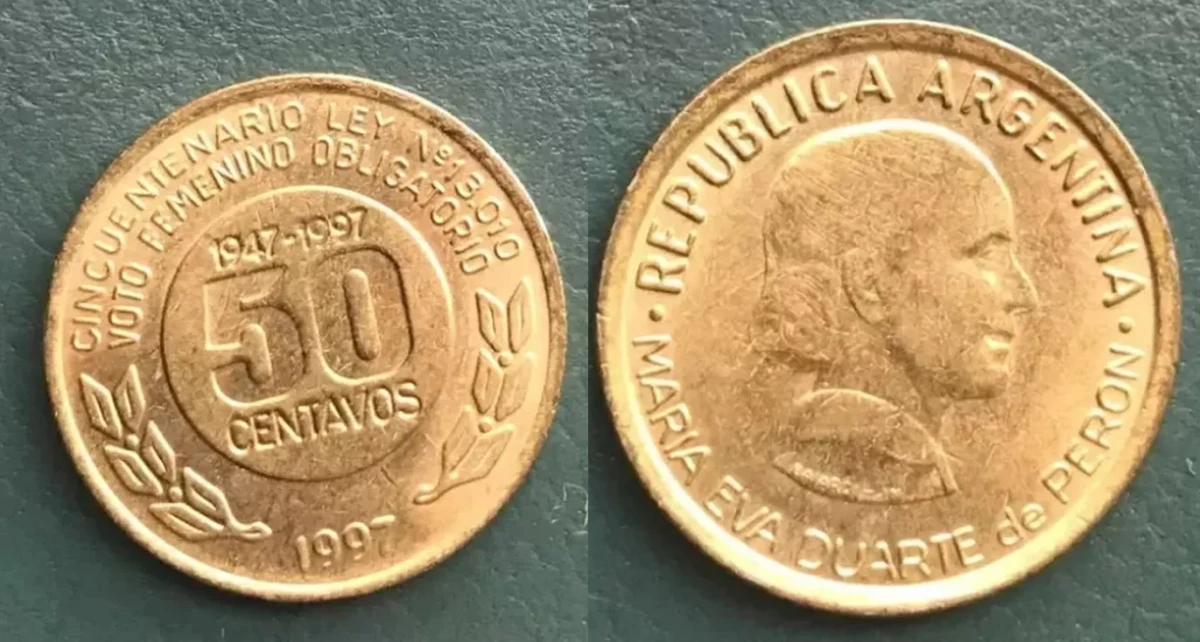 CINCUENTENARIO LEY Nº13.010
VOTO FEMENINO OBLIGATORIO
1947-1997
50
CENTAVOS
1997
·REPUBLICA ARGENTINA·
MARIA EVA DUARTE de PERON